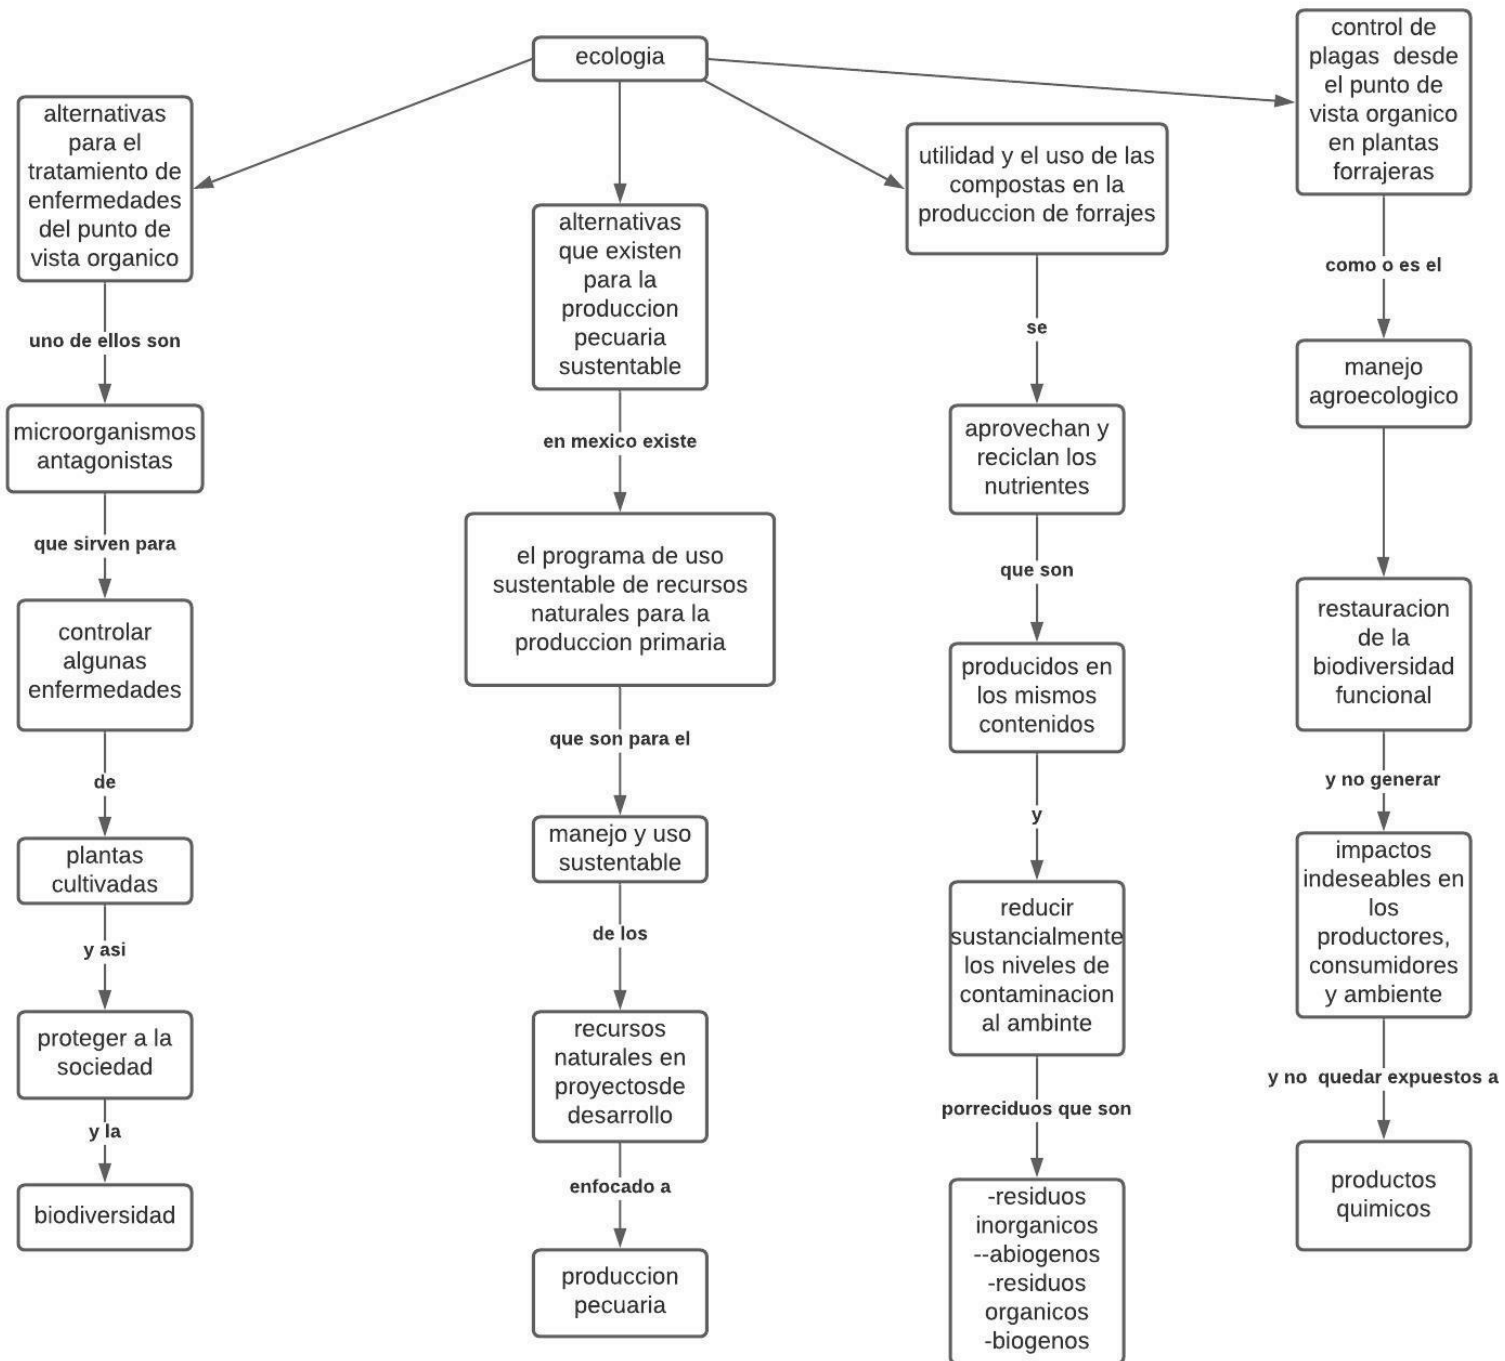 ecologia
alternativas
para el
tratamiento de
enfermedades
del punto de
vista organico
uno de ellos son
microorganismos
antagonistas
que sirven para
controlar
algunas
enfermedades
de
plantas
cultivadas
y asi
proteger a la
sociedad
y la
biodiversidad
alternativas
que existen
para la
produccion
pecuaria
sustentable
en mexico existe
el programa de uso
sustentable de recursos
naturales para la
produccion primaria
que son para el
manejo y uso
sustentable
de los
recursos
naturales en
proyectosde
desarrollo
enfocado a
produccion
pecuaria
utilidad y el uso de las
compostas en la
produccion de forrajes
se
aprovechan y
reciclan los
nutrientes
que son
producidos en
los mismos
contenidos
y
reducir
sustancialmente
los niveles de
contaminacion
al ambinte
porreciduos que son
-residuos
inorganicos
--abiogenos
-residuos
organicos
-biogenos
control de
plagas  desde
el punto de
vista organico
en plantas
forrajeras
como o es el
manejo
agroecologico
restauracion
de la
biodiversidad
funcional
y no generar
impactos
indeseables en
los
productores,
consumidores
y ambiente
y no  quedar expuestos a
productos
quimicos